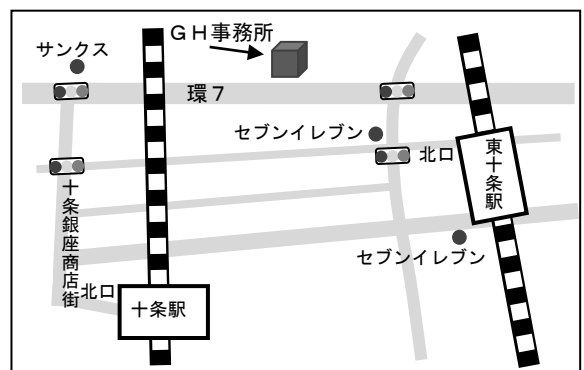 GH事務所
サンクス
環7
セブンイレブン
北口
東十条駅
十条銀座商店街
セブンイレブン
北口
十条駅